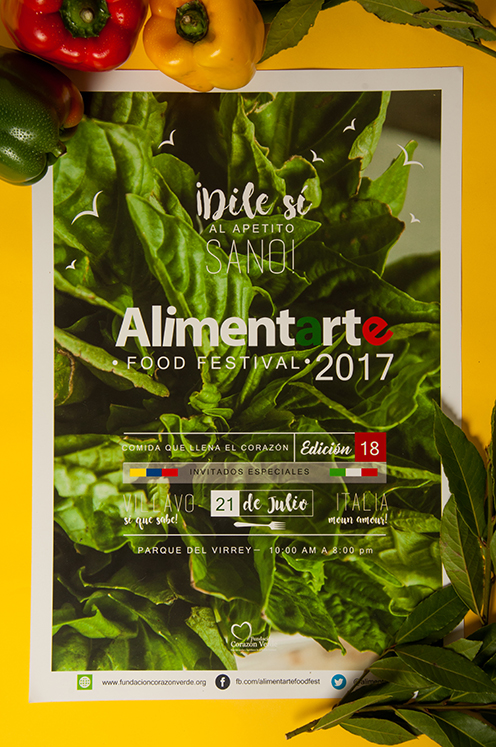 ¡Dile sí
AL APETITO
SANO!
Alimentarte
• FOOD FESTIVAL • 2017
COMIDA QUE LLENA EL CORAZÓN Edición 18
INVITADOS ESPECIALES
VILLAVO 21 de Julio ITALIA
sí que sabe! moun amour!
PARQUE DEL VIRREY— 10:00 AM A 8:00 pm
Corazón Verde
www.fundacioncorazonverde.org fb.com/alimentartefoodfest